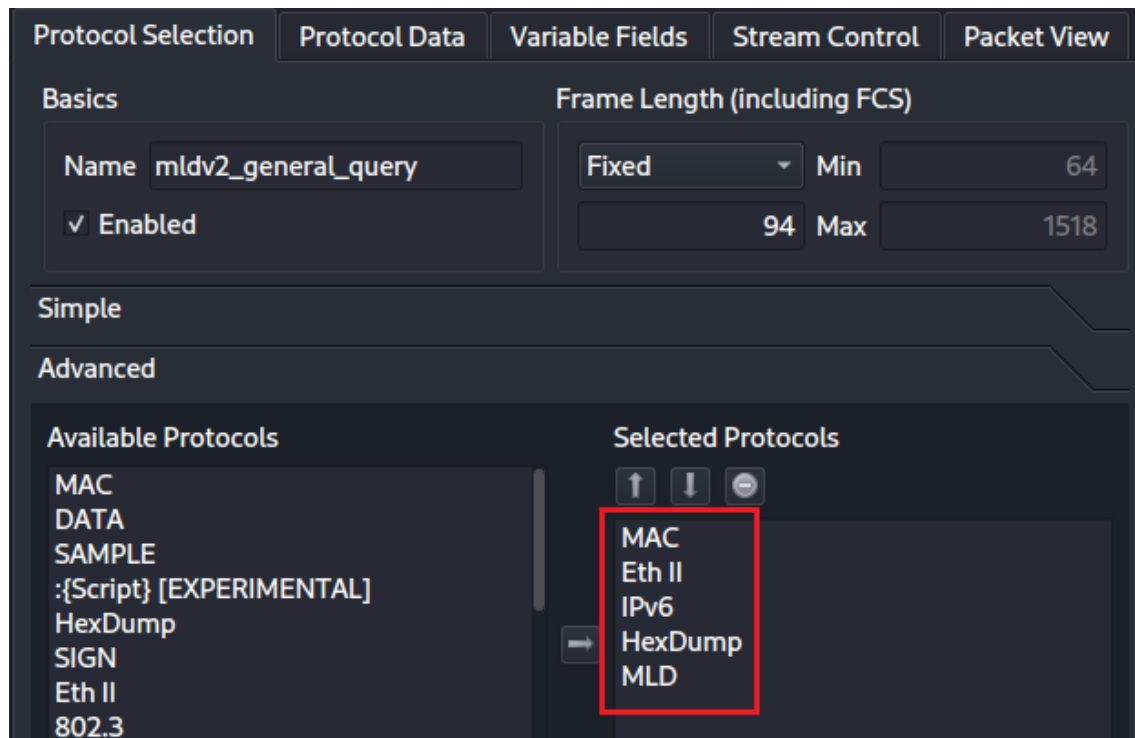 Protocol Selection Protocol Data Variable Fields Stream Control Packet View
Basics
Frame Length (including FCS)
Name mldv2_general_query
Fixed Min 64
Enabled
94 Max 1518
Simple
Advanced
Available Protocols
Selected Protocols
MAC
DATA
SAMPLE
:{Script} [EXPERIMENTAL]
HexDump
SIGN
Eth II
802.3
MAC
Eth II
IPv6
HexDump
MLD